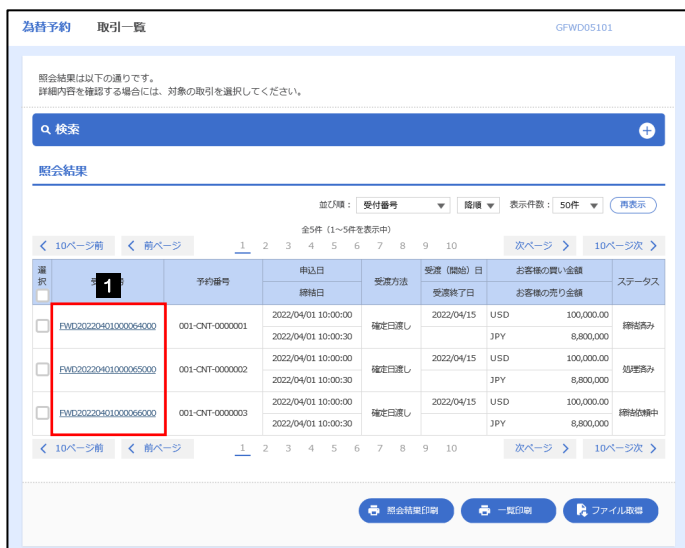 為替予約 取引一覧 GFWD05101
照会結果は以下の通りです。
詳細内容を確認する場合には、対象の取引を選択してください。
検索
照会結果
並び順： 受付番号 降順 表示件数： 50件 再表示
全5件（1～5件を表示中）
10ページ前 前ページ 1 2 3 4 5 6 7 8 9 10 次ページ 10ページ次
選択 1 予約番号 申込日 締結日 受渡方法 受渡（開始）日 受渡終了日 お客様の買い金額 お客様の売り金額 ステータス
FWD20220401000064000 001-CNT-0000001 2022/04/01 10:00:00 確定日渡し 2022/04/15 USD 100,000.00 締結済み
2022/04/01 10:00:30 JPY 8,800,000
FWD20220401000065000 001-CNT-0000002 2022/04/01 10:00:00 確定日渡し 2022/04/15 USD 100,000.00 処理済み
2022/04/01 10:00:30 JPY 8,800,000
FWD20220401000066000 001-CNT-0000003 2022/04/01 10:00:00 確定日渡し 2022/04/15 USD 100,000.00 締結依頼中
2022/04/01 10:00:30 JPY 8,800,000
10ページ前 前ページ 1 2 3 4 5 6 7 8 9 10 次ページ 10ページ次
照会結果印刷 一覧印刷 ファイル取得